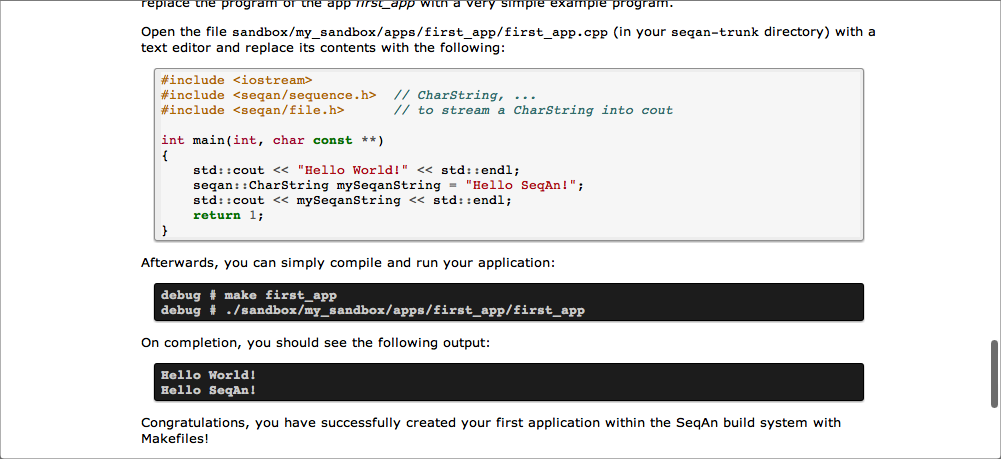 replace the program of the app first_app with a very simple example program.
Open the file sandbox/my_sandbox/apps/first_app/first_app.cpp (in your seqan-trunk directory) with a
text editor and replace its contents with the following:
#include <iostream>
#include <seqan/sequence.h>  // CharString, ...
#include <seqan/file.h>      // to stream a CharString into cout
int main(int, char const **)
{
    std::cout << "Hello World!" << std::endl;
    seqan::CharString mySeqanString = "Hello SeqAn!";
    std::cout << mySeqanString << std::endl;
    return 1;
}
Afterwards, you can simply compile and run your application:
debug # make first_app
debug # ./sandbox/my_sandbox/apps/first_app/first_app
On completion, you should see the following output:
Hello World!
Hello SeqAn!
Congratulations, you have successfully created your first application within the SeqAn build system with
Makefiles!